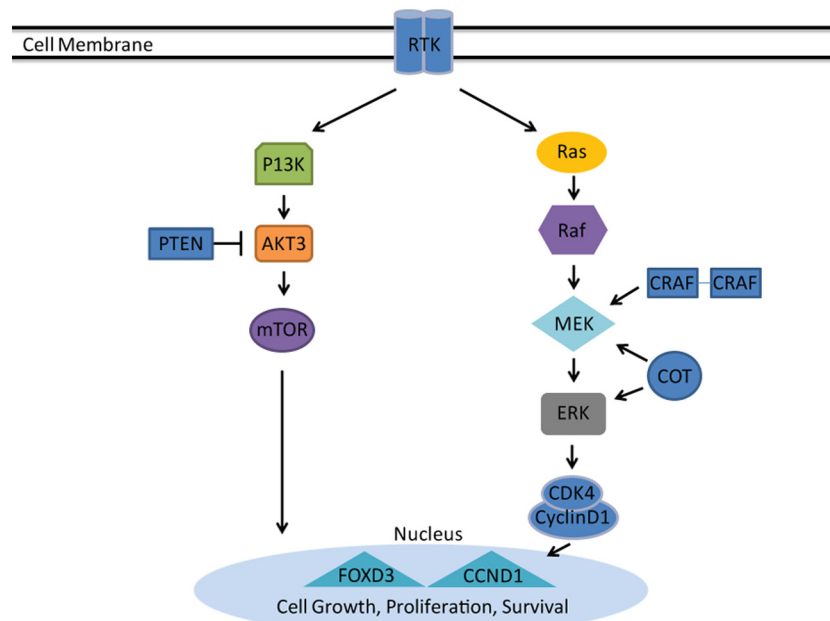 RTK
Cell Membrane
P13K
Ras
PTEN
AKT3
Raf
CRAF
CRAF
mTOR
MEK
COT
ERK
CDK4
CyclinD1
Nucleus
FOXD3
CCND1
Cell Growth, Proliferation, Survival